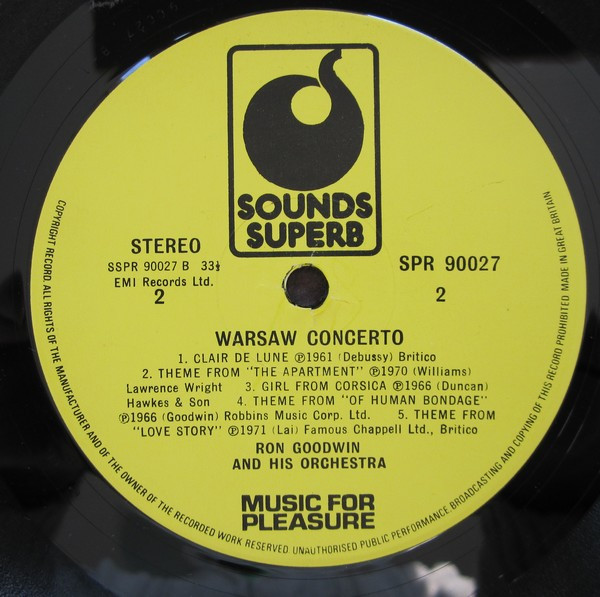 SOUNDS
SUPERB
STEREO
SSPR 90027 B 33⅓
EMI Records Ltd.
2
SPR 90027
2
WARSAW CONCERTO
1. CLAIR DE LUNE ℗1961 (Debussy) Britico
2. THEME FROM "THE APARTMENT" ℗1970 (Williams)
Lawrence Wright 3. GIRL FROM CORSICA ℗1966 (Duncan)
Hawkes & Son 4. THEME FROM "OF HUMAN BONDAGE"
℗1966 (Goodwin) Robbins Music Corp. Ltd. 5. THEME FROM
"LOVE STORY" ℗1971 (Lai) Famous Chappell Ltd., Britico
RON GOODWIN
AND HIS ORCHESTRA
MUSIC FOR
PLEASURE
COPYRIGHT RECORD. ALL RIGHTS OF THE MANUFACTURER AND OF THE OWNER OF THE RECORDED WORK RESERVED. UNAUTHORISED PUBLIC PERFORMANCE, BROADCASTING AND COPYING OF THIS RECORD PROHIBITED MADE IN GREAT BRITAIN